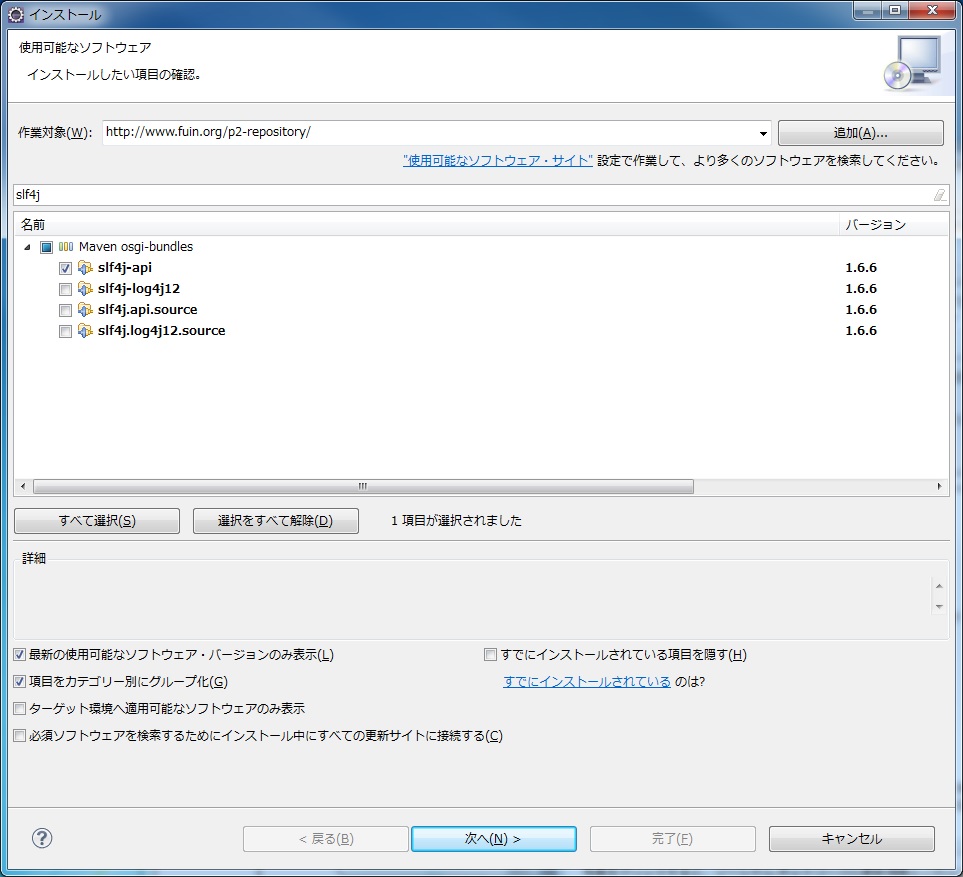 インストール
使用可能なソフトウェア
インストールしたい項目の確認。
作業対象(W): http://www.fuin.org/p2-repository/ 追加(A)...
"使用可能なソフトウェア・サイト" 設定で作業して、より多くのソフトウェアを検索してください。
slf4j
名前 バージョン
Maven osgi-bundles
slf4j-api 1.6.6
slf4j-log4j12 1.6.6
slf4j.api.source 1.6.6
slf4j.log4j12.source 1.6.6
すべて選択(S) 選択をすべて解除(D) 1 項目が選択されました
詳細
最新の使用可能なソフトウェア・バージョンのみ表示(L) すでにインストールされている項目を隠す(H)
項目をカテゴリー別にグループ化(G) すでにインストールされている のは?
ターゲット環境へ適用可能なソフトウェアのみ表示
必須ソフトウェアを検索するためにインストール中にすべての更新サイトに接続する(C)
? < 戻る(B) 次へ(N) > 完了(F) キャンセル